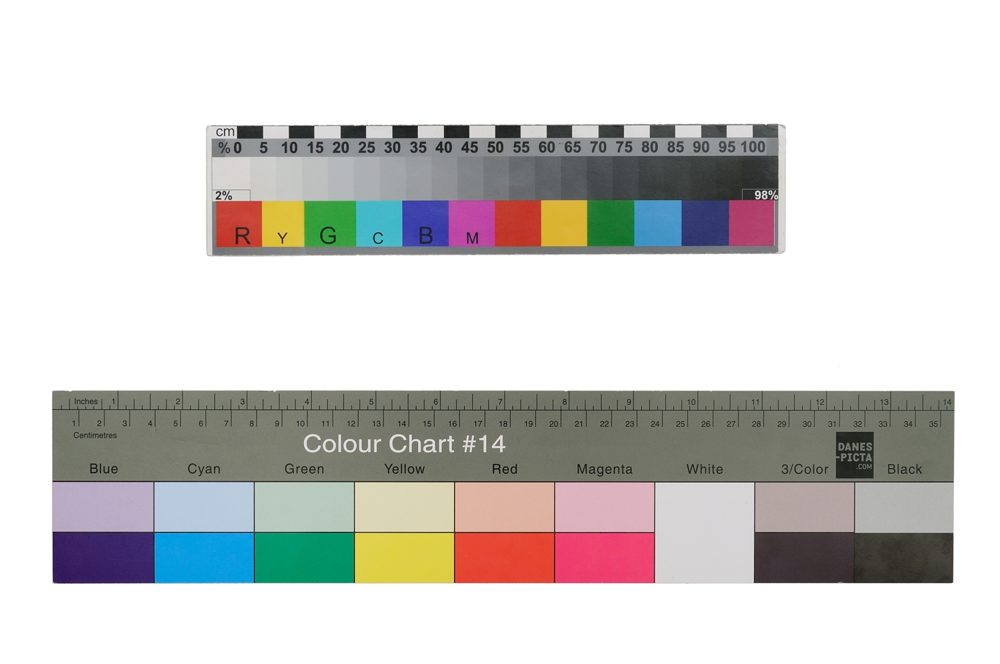 cm
% 0 5 10 15 20 25 30 35 40 45 50 55 60 65 70 75 80 85 90 95 100
2% 98%
R Y G C B M
Inches 1 2 3 4 5 6 7 8 9 10 11 12 13 14
1 2 3 4 5 6 7 8 9 10 11 12 13 14 15 16 17 18 19 20 21 22 23 24 25 26 27 28 29 30 31 32 33 34 35
Centimetres
Colour Chart #14
DANES
-PICTA
.COM
Blue Cyan Green Yellow Red Magenta White 3/Color Black